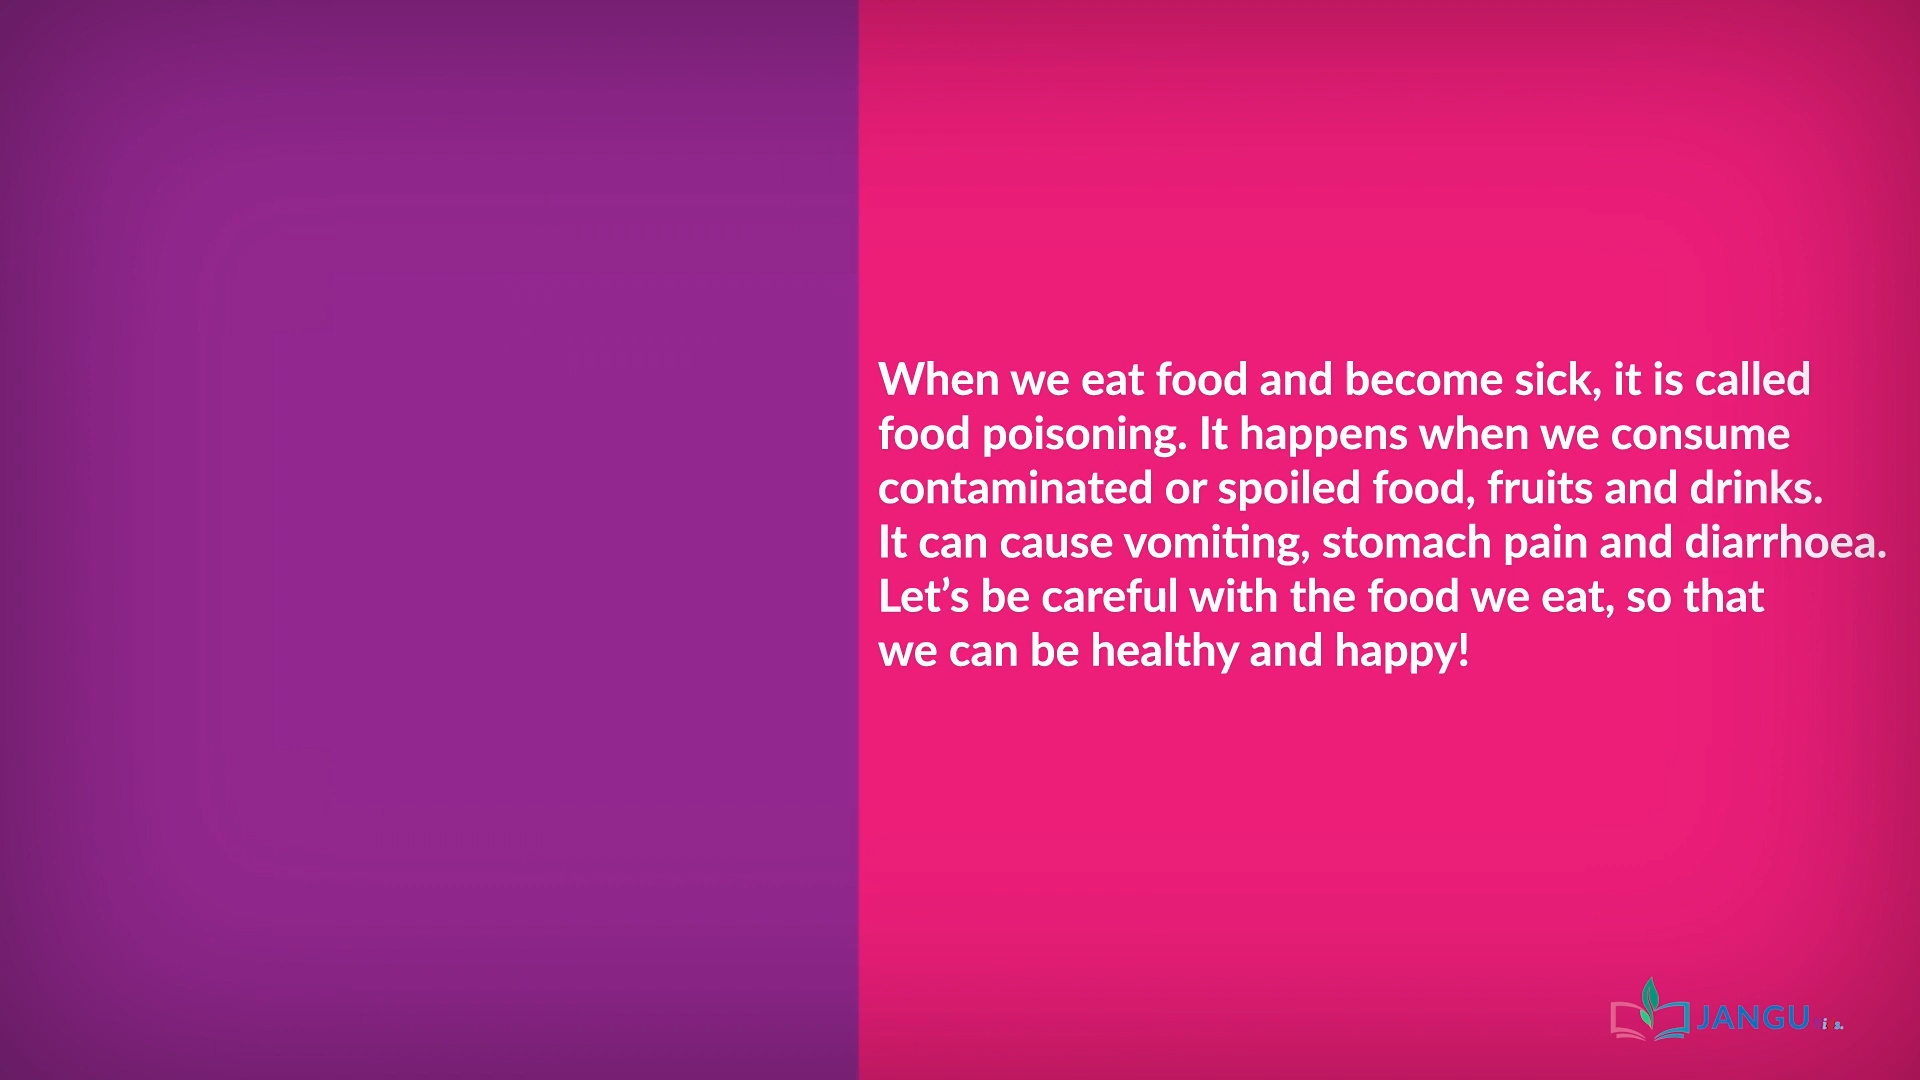 When we eat food and become sick, it is called
food poisoning. It happens when we consume
contaminated or spoiled food, fruits and drinks.
It can cause vomiting, stomach pain and diarrhoea.
Let’s be careful with the food we eat, so that
we can be healthy and happy!
JANGU